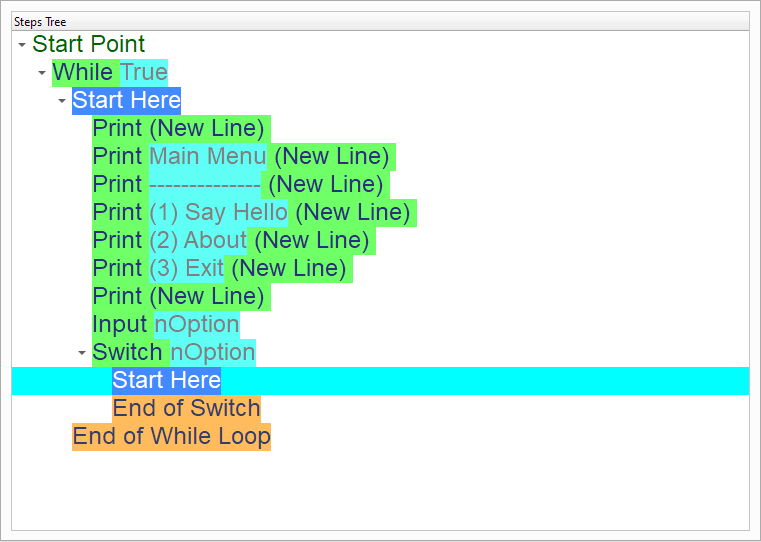 Steps Tree
Start Point
While True
Start Here
Print (New Line)
Print Main Menu (New Line)
Print -------------- (New Line)
Print (1) Say Hello (New Line)
Print (2) About (New Line)
Print (3) Exit (New Line)
Print (New Line)
Input nOption
Switch nOption
Start Here
End of Switch
End of While Loop